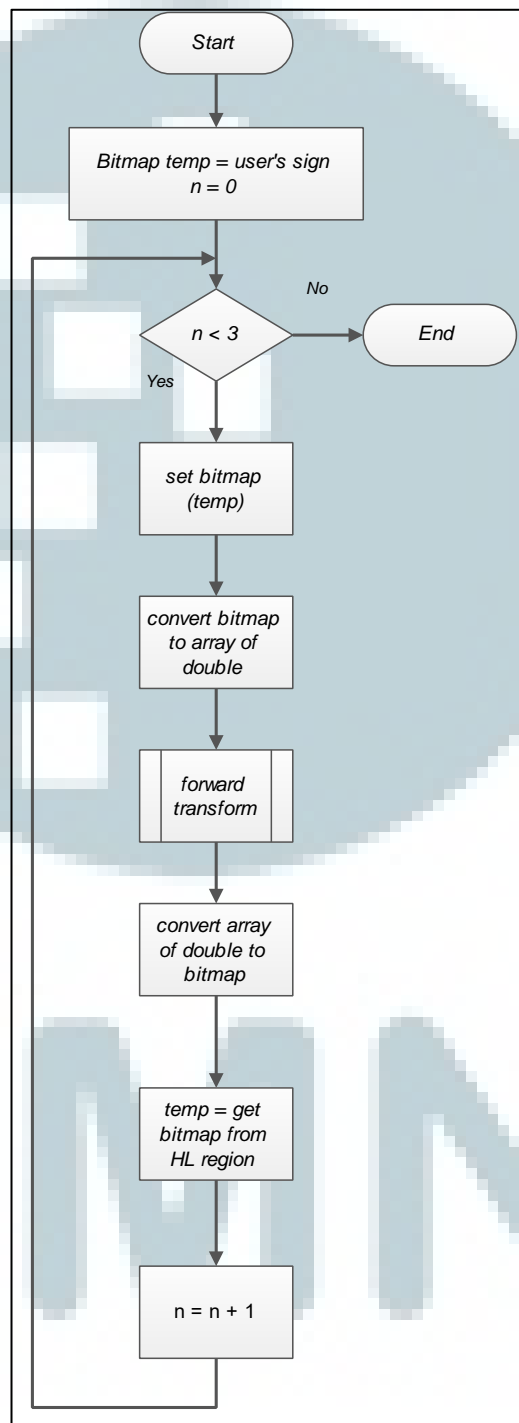 Start
Bitmap temp = user's sign
n = 0
No
n < 3
End
Yes
set bitmap
(temp)
convert bitmap
to array of
double
forward
transform
convert array
of double to
bitmap
temp = get
bitmap from
HL region
n = n + 1